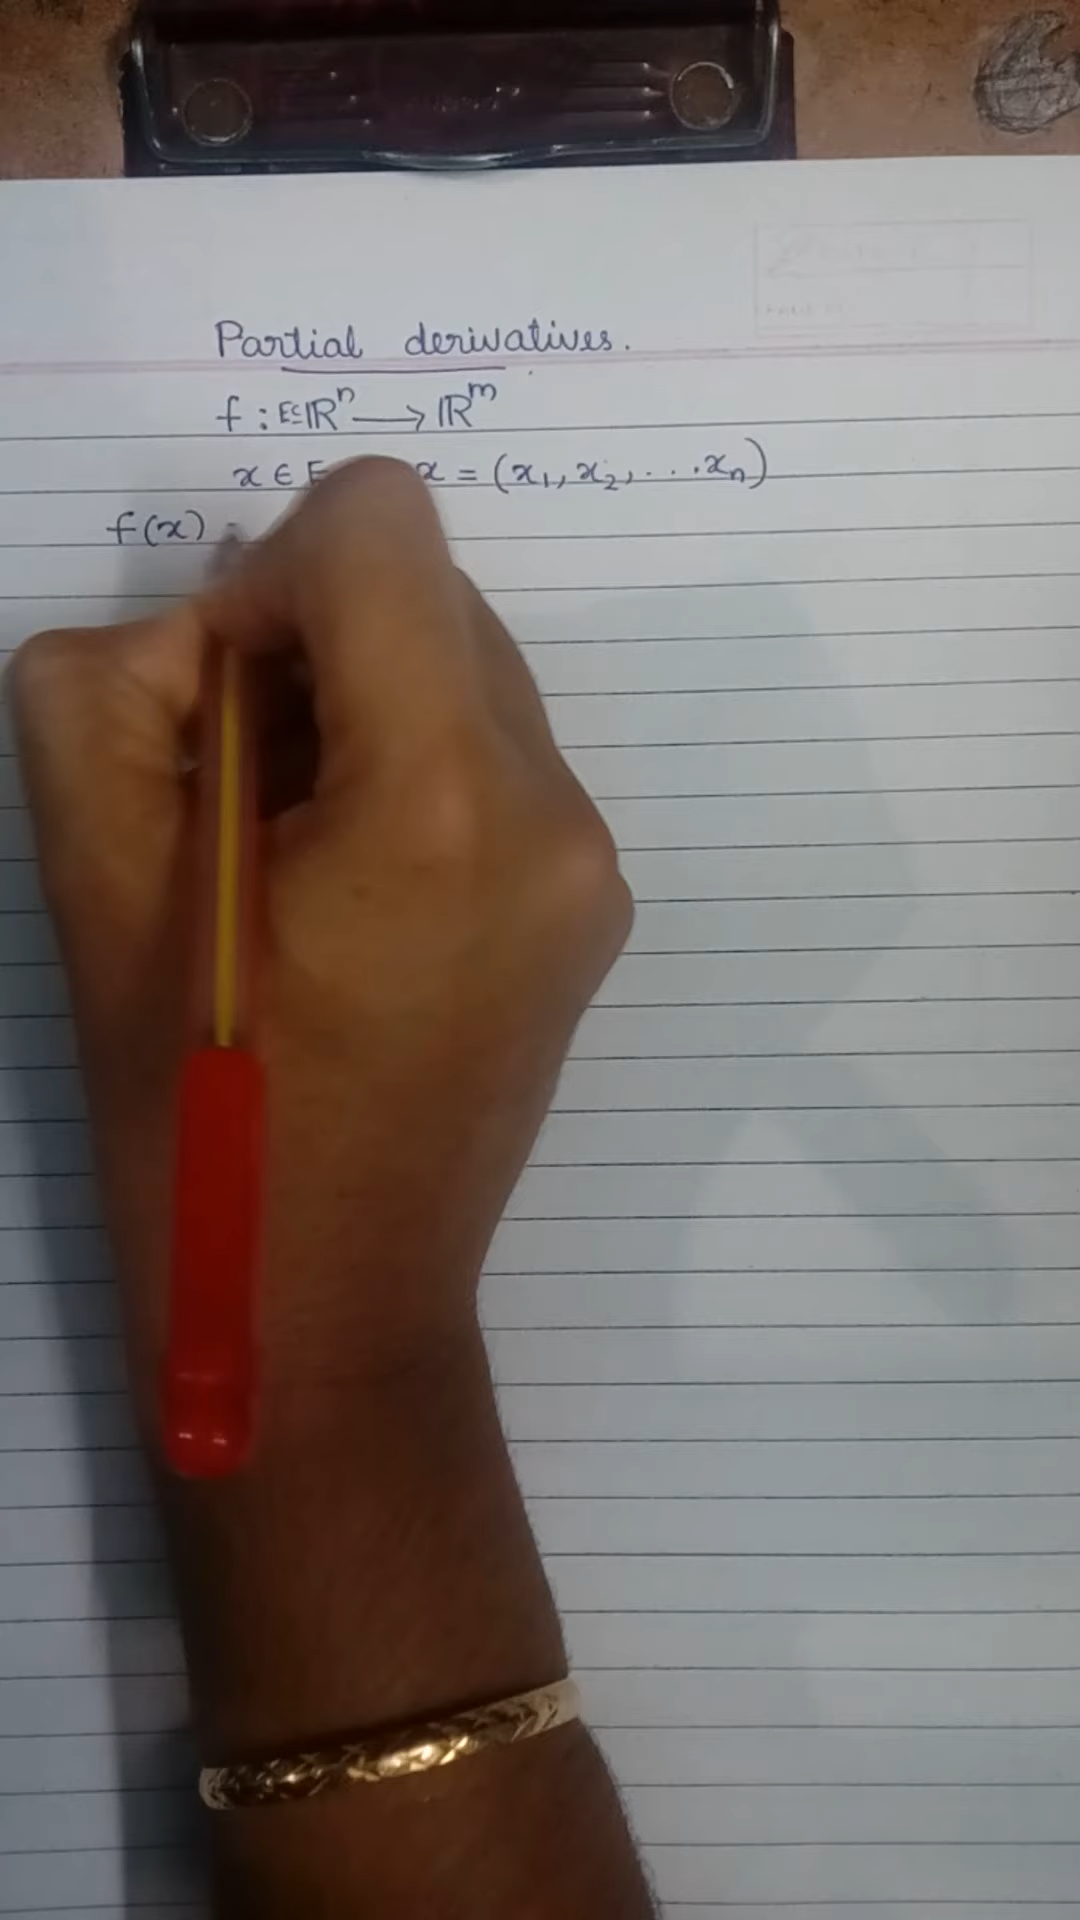 Partial derivatives.
f : E⊆ℝⁿ ⟶ ℝᵐ
x ∈ E x = (x₁, x₂, ... xₙ)
f(x)